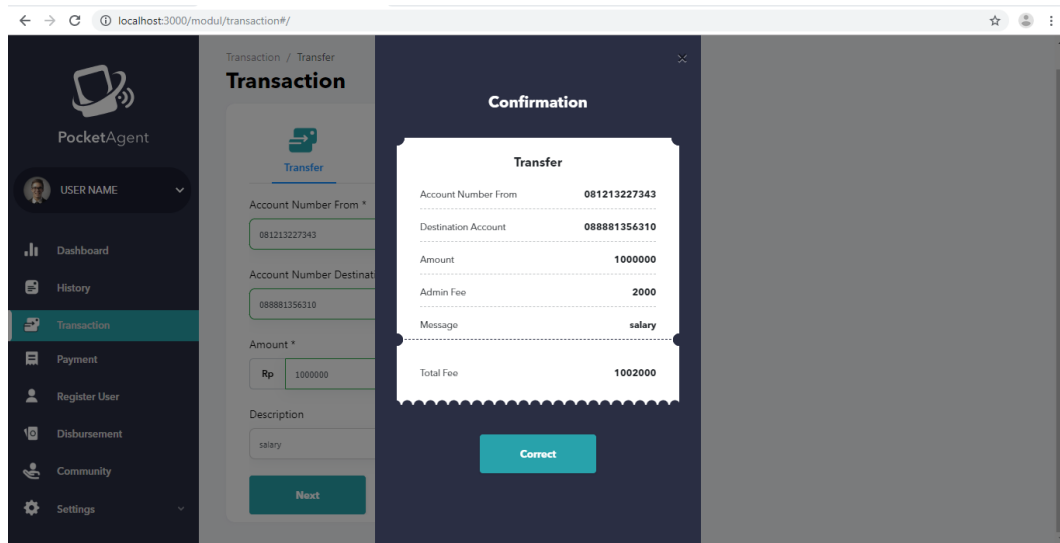 localhost:3000/modul/transaction#/
PocketAgent
USER NAME
Dashboard
History
Transaction
Payment
Register User
Disbursement
Community
Settings
Transaction / Transfer
Transaction
Transfer
Account Number From *
081213227343
Account Number Destinat
088881356310
Amount *
Rp 1000000
Description
salary
Next
Confirmation
Transfer
Account Number From 081213227343
Destination Account 088881356310
Amount 1000000
Admin Fee 2000
Message salary
Total Fee 1002000
Correct